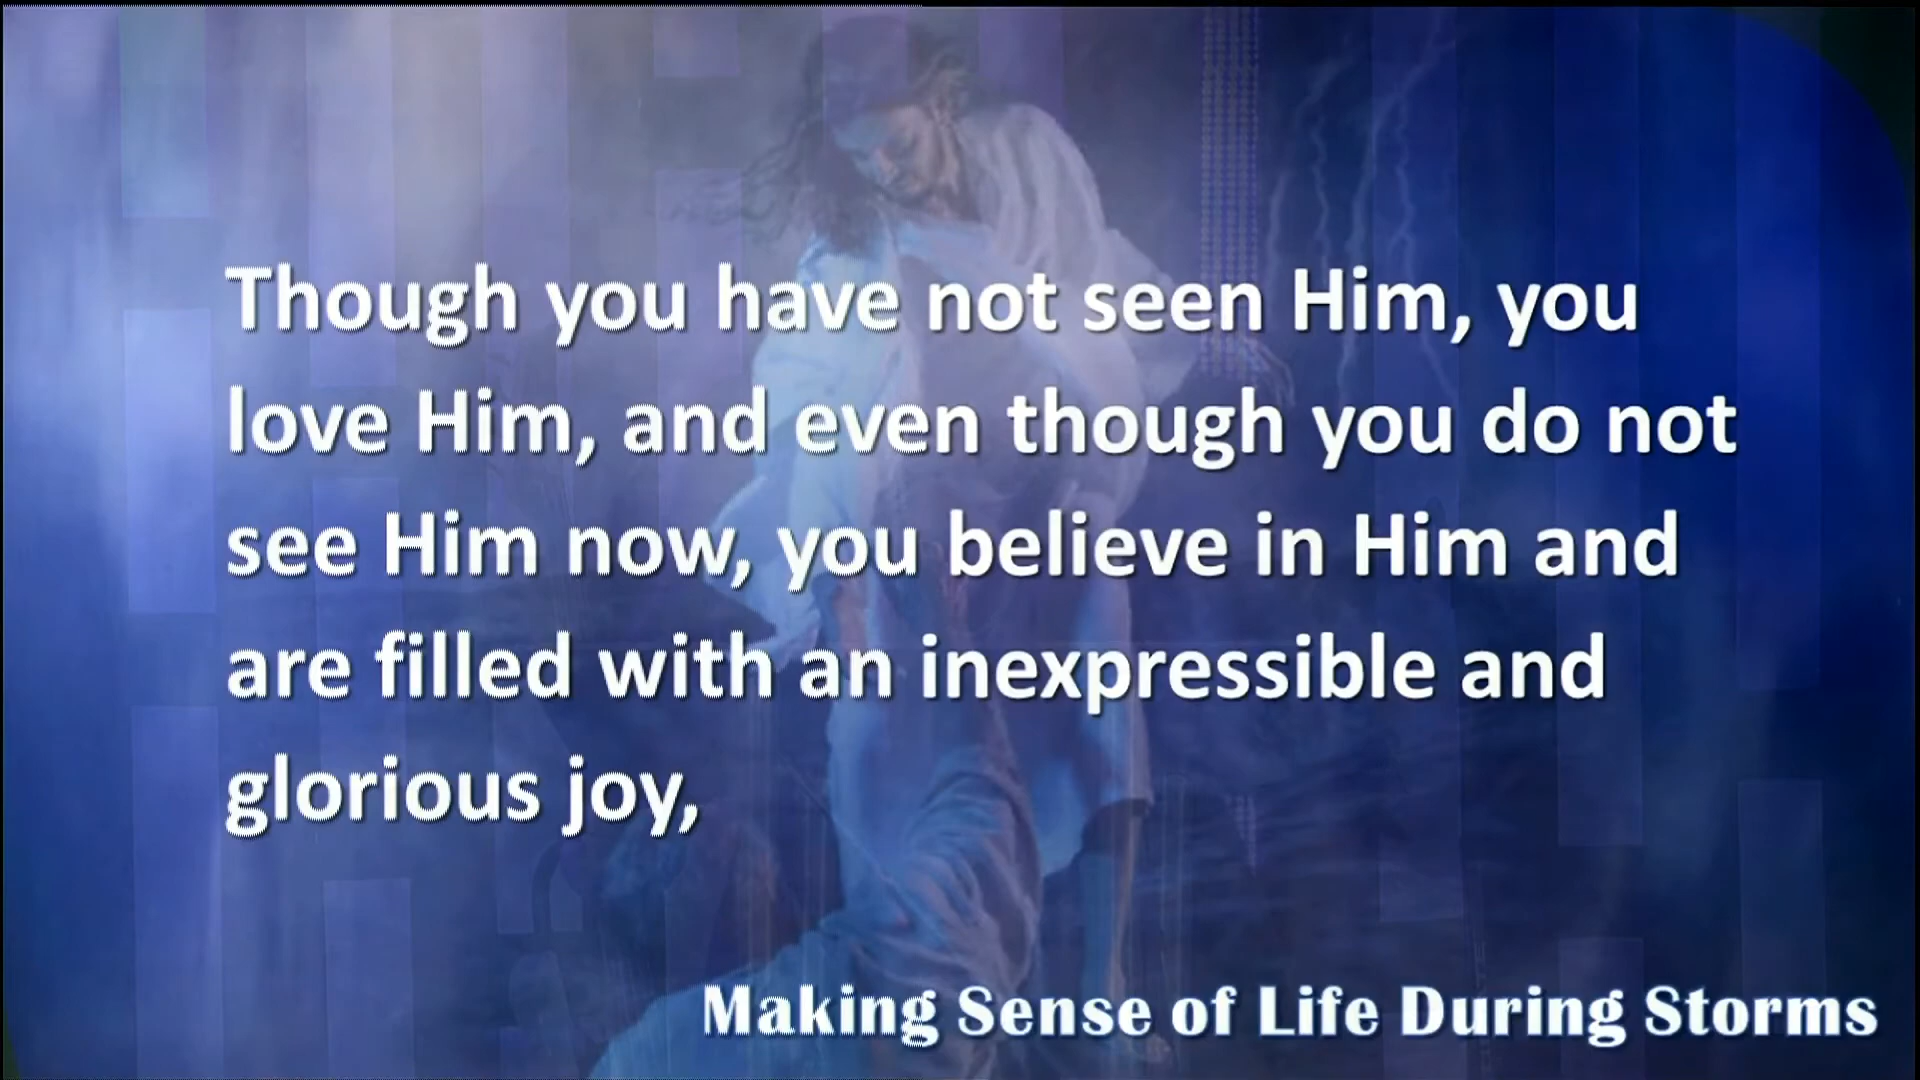 Though you have not seen Him, you
love Him, and even though you do not
see Him now, you believe in Him and
are filled with an inexpressible and
glorious joy,
Making Sense of Life During Storms